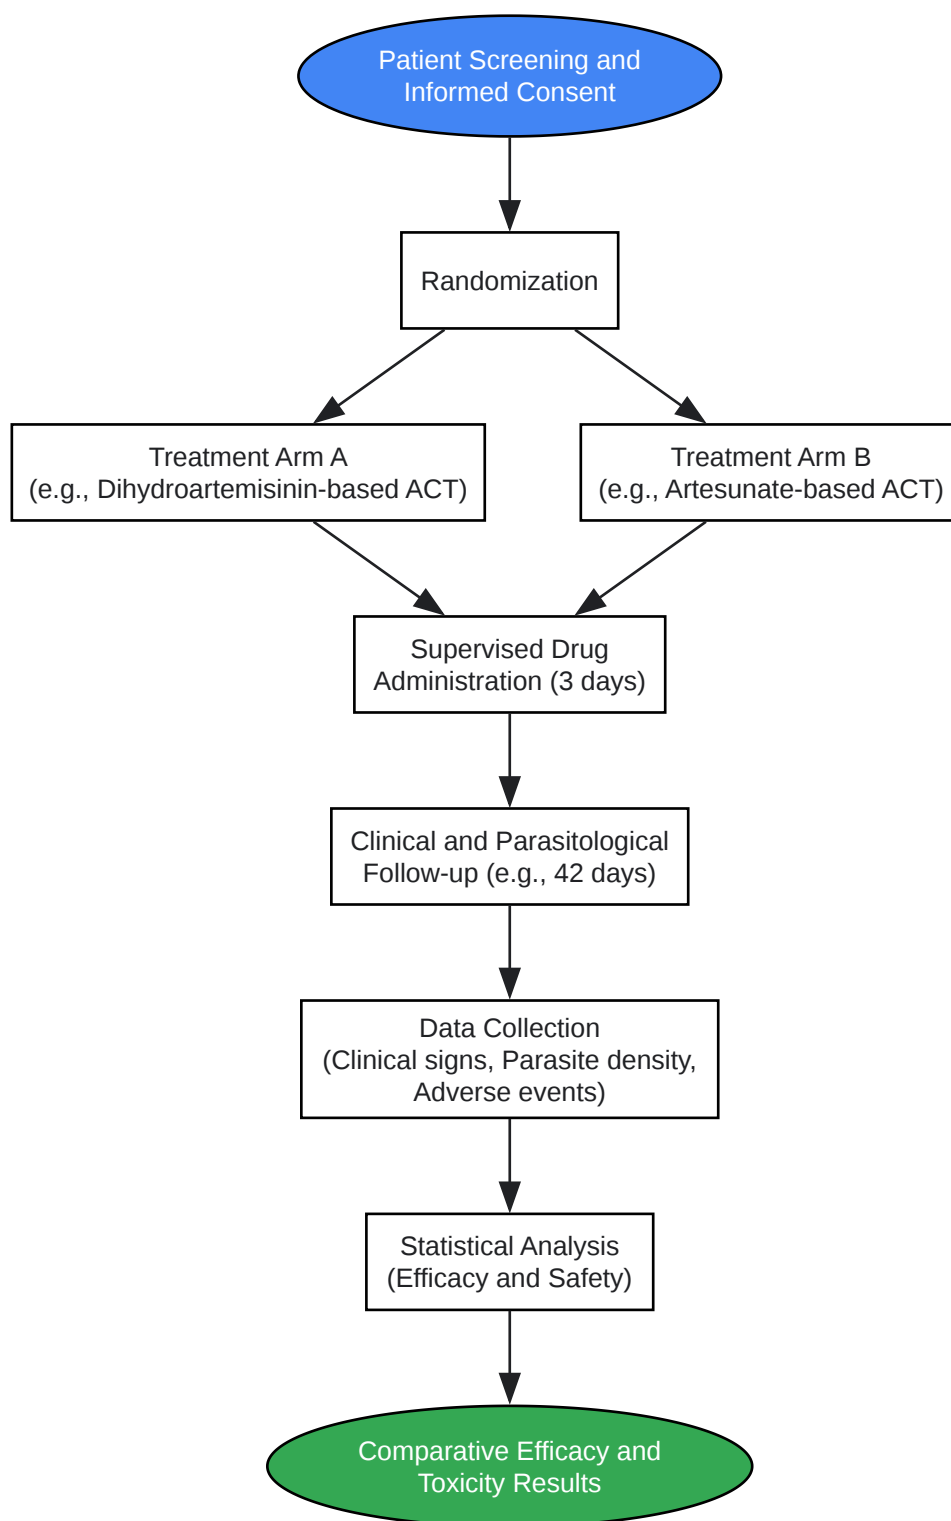 Patient Screening and
Informed Consent
Randomization
Treatment Arm A
(e.g., Dihydroartemisinin-based ACT)
Treatment Arm B
(e.g., Artesunate-based ACT)
Supervised Drug
Administration (3 days)
Clinical and Parasitological
Follow-up (e.g., 42 days)
Data Collection
(Clinical signs, Parasite density,
Adverse events)
Statistical Analysis
(Efficacy and Safety)
Comparative Efficacy and
Toxicity Results